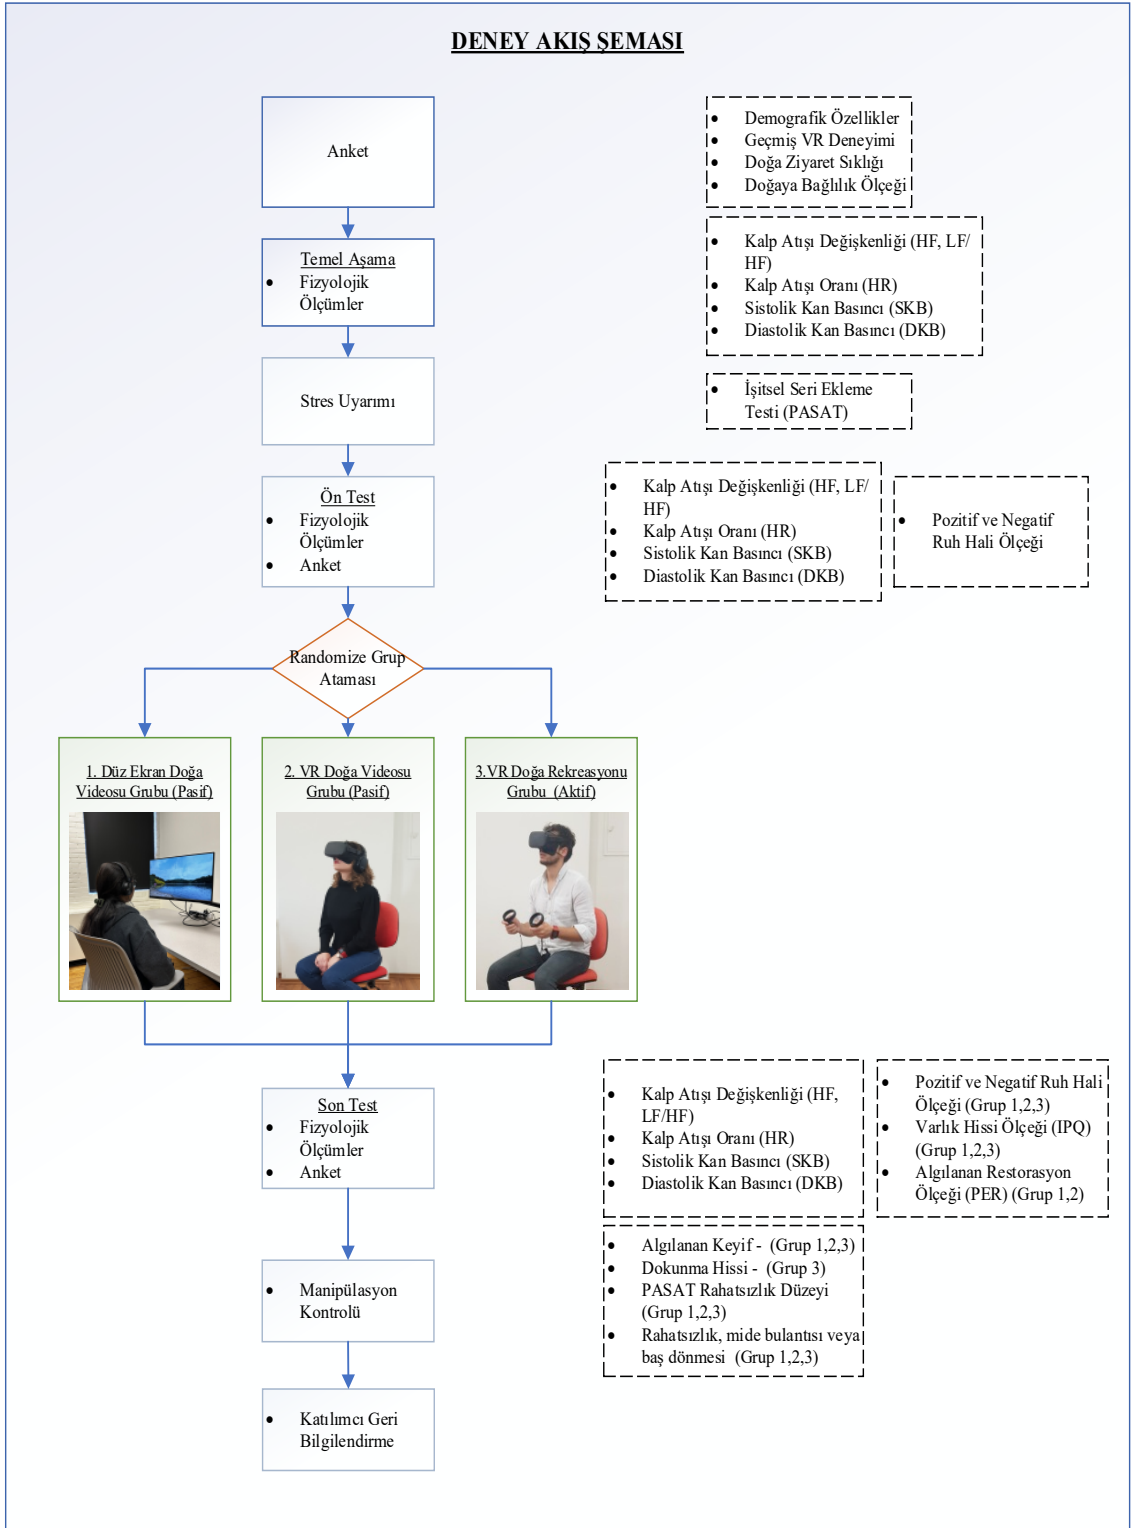 DENEY AKIŞ ŞEMASI
Anket
• Demografik Özellikler
• Geçmiş VR Deneyimi
• Doğa Ziyaret Sıklığı
• Doğaya Bağlılık Ölçeği
Temel Aşama
• Fizyolojik
Ölçümler
• Kalp Atışı Değişkenliği (HF, LF/
HF)
• Kalp Atışı Oranı (HR)
• Sistolik Kan Basıncı (SKB)
• Diastolik Kan Basıncı (DKB)
Stres Uyarımı
• İşitsel Seri Ekleme
Testi (PASAT)
Ön Test
• Fizyolojik
Ölçümler
• Anket
• Kalp Atışı Değişkenliği (HF, LF/
HF)
• Kalp Atışı Oranı (HR)
• Sistolik Kan Basıncı (SKB)
• Diastolik Kan Basıncı (DKB)
• Pozitif ve Negatif
Ruh Hali Ölçeği
Randomize Grup
Ataması
1. Düz Ekran Doğa
Videosu Grubu (Pasif)
2. VR Doğa Videosu
Grubu (Pasif)
3.VR Doğa Rekreasyonu
Grubu (Aktif)
Son Test
• Fizyolojik
Ölçümler
• Anket
• Kalp Atışı Değişkenliği (HF,
LF/HF)
• Kalp Atışı Oranı (HR)
• Sistolik Kan Basıncı (SKB)
• Diastolik Kan Basıncı (DKB)
• Pozitif ve Negatif Ruh Hali
Ölçeği (Grup 1,2,3)
• Varlık Hissi Ölçeği (IPQ)
(Grup 1,2,3)
• Algılanan Restorasyon
Ölçeği (PER) (Grup 1,2)
• Manipülasyon
Kontrolü
• Algılanan Keyif - (Grup 1,2,3)
• Dokunma Hissi - (Grup 3)
• PASAT Rahatsızlık Düzeyi
(Grup 1,2,3)
• Rahatsızlık, mide bulantısı veya
baş dönmesi (Grup 1,2,3)
• Katılımcı Geri
Bilgilendirme